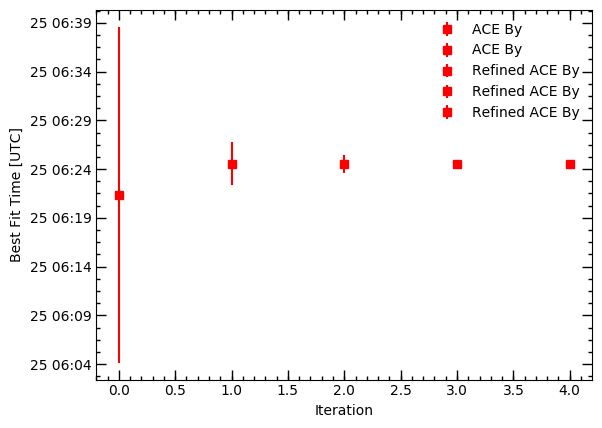 25 06:39
25 06:34
25 06:29
25 06:24
25 06:19
25 06:14
25 06:09
25 06:04
Best Fit Time [UTC]
ACE By
ACE By
Refined ACE By
Refined ACE By
Refined ACE By
0.0 0.5 1.0 1.5 2.0 2.5 3.0 3.5 4.0
Iteration